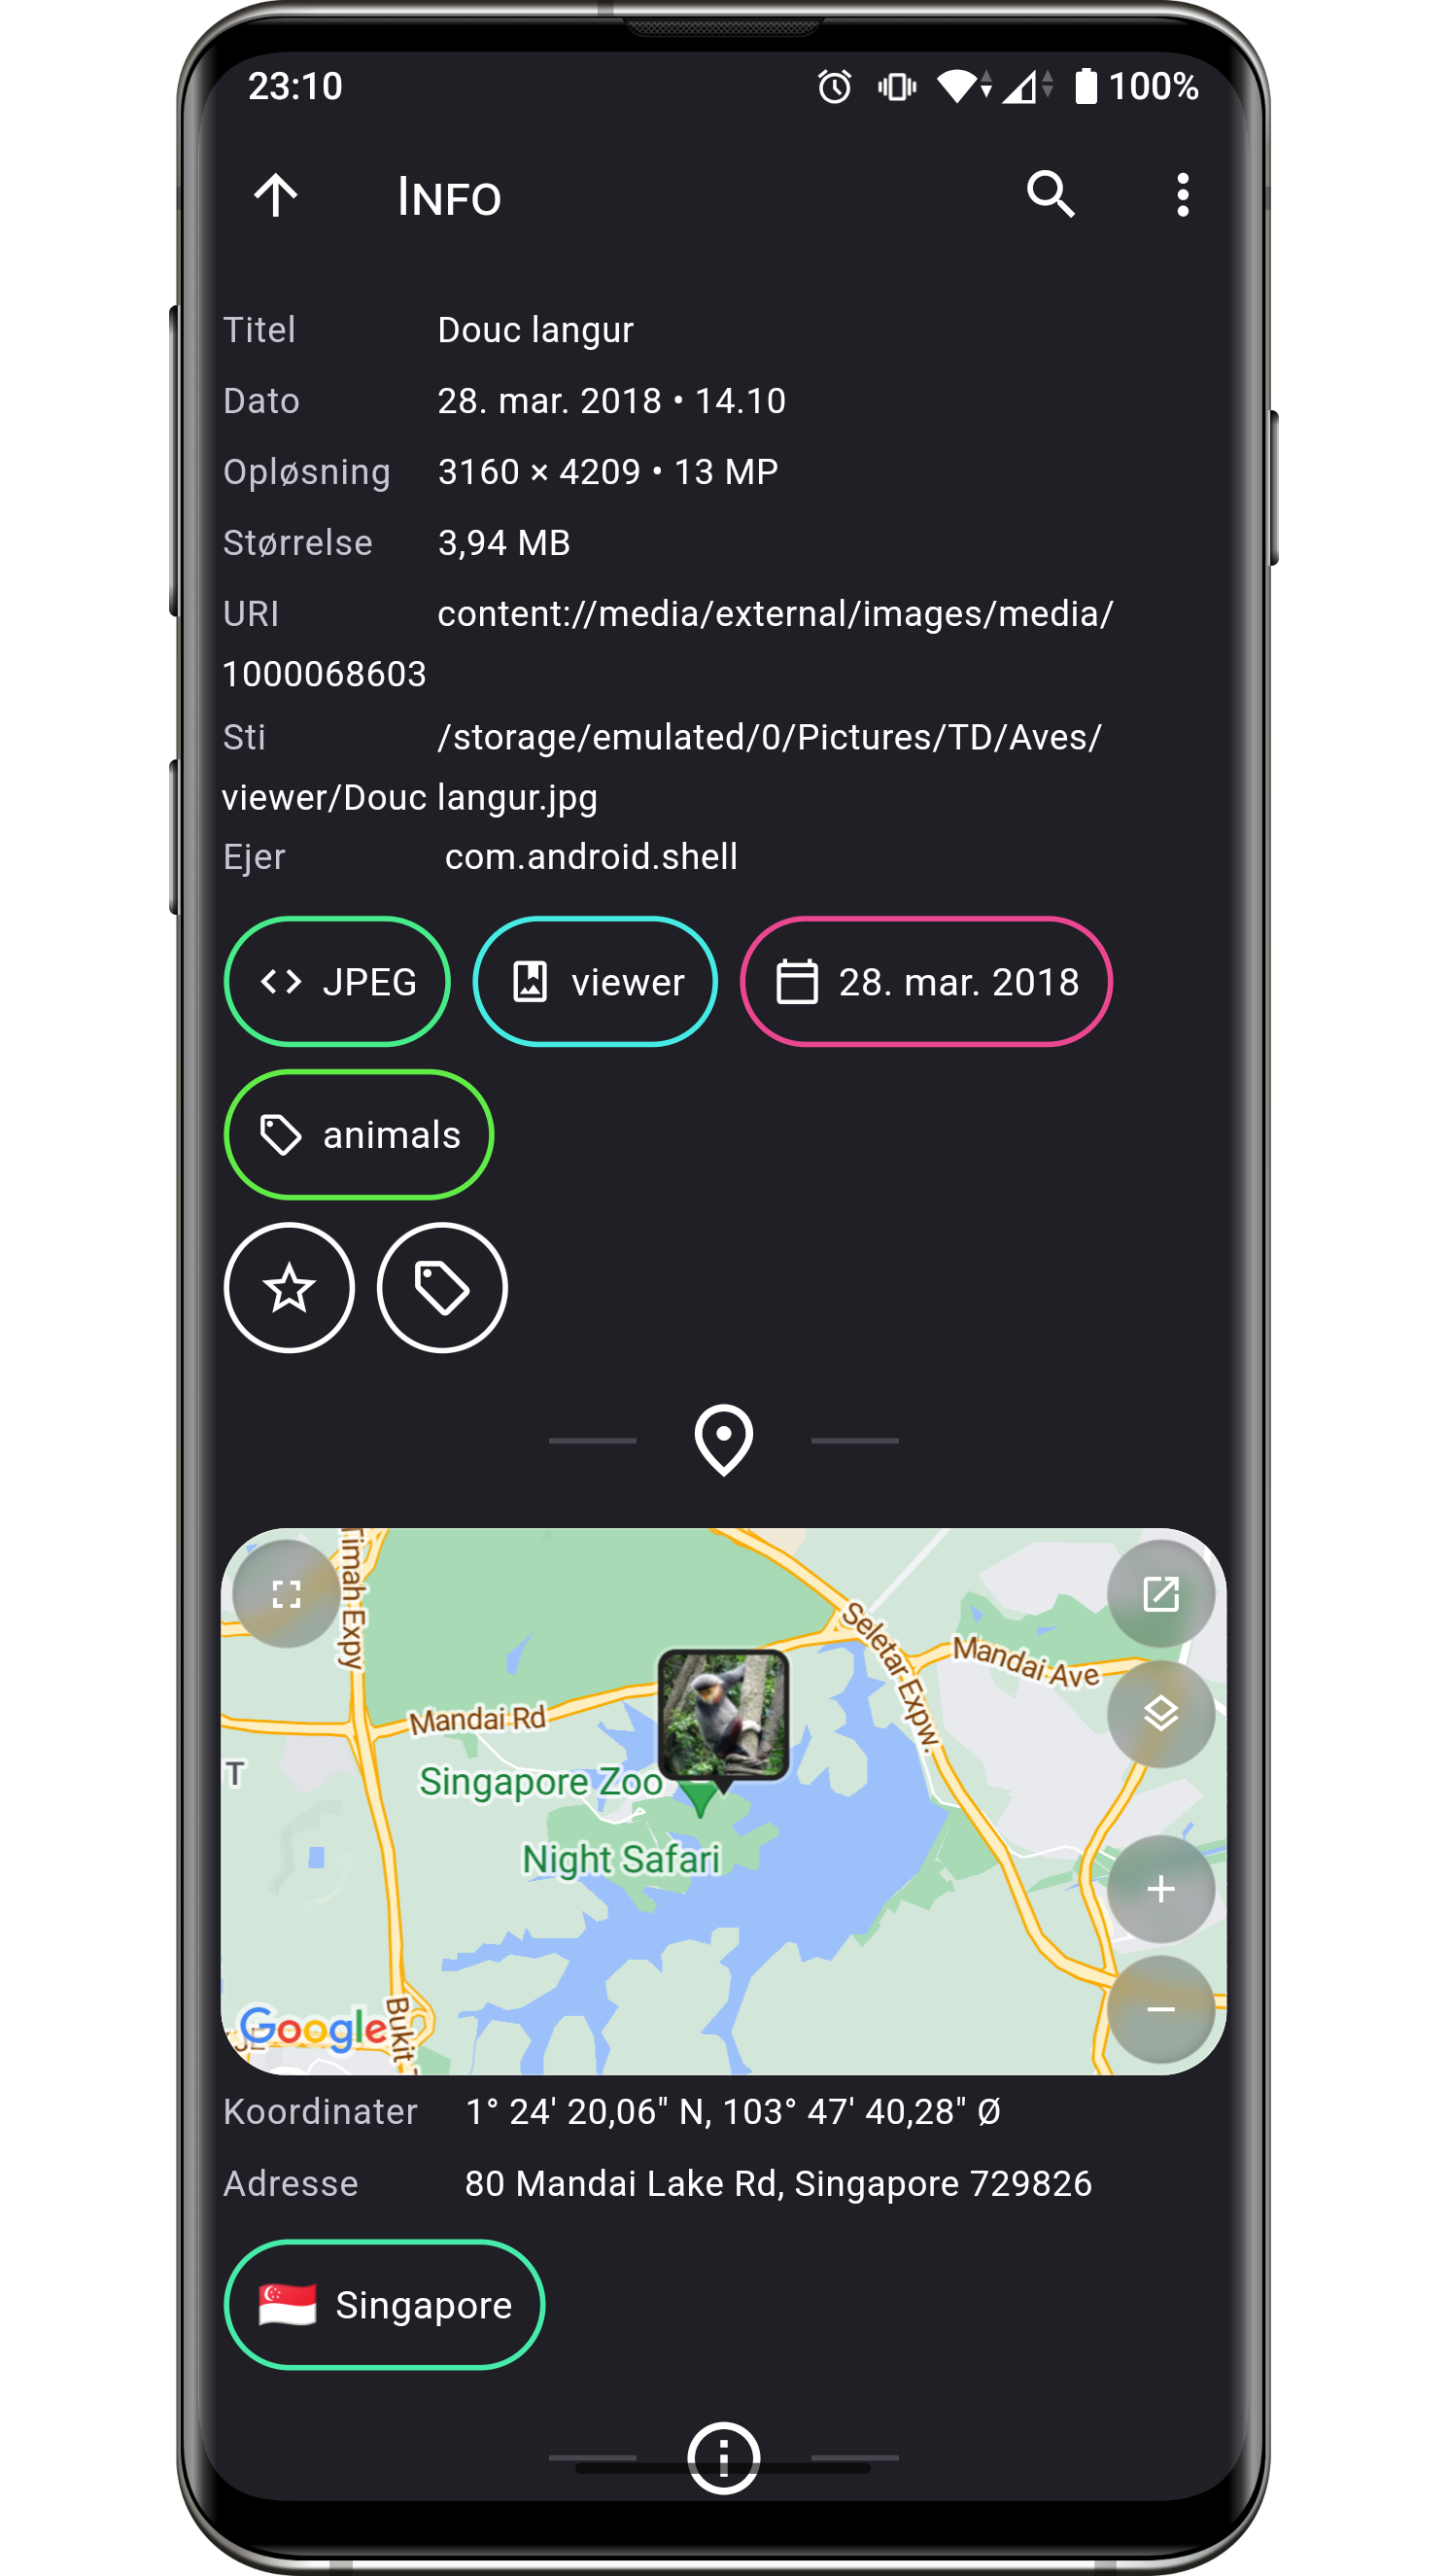 23:10 100%
INFO
Titel Douc langur
Dato 28. mar. 2018 • 14.10
Opløsning 3160 × 4209 • 13 MP
Størrelse 3,94 MB
URI content://media/external/images/media/
1000068603
Sti /storage/emulated/0/Pictures/TD/Aves/
viewer/Douc langur.jpg
Ejer com.android.shell
JPEG viewer 28. mar. 2018
animals
Timah Expy
Seletar Expw.
Mandai Ave
Mandai Rd
T
Singapore Zoo
Night Safari
Bukit
Google
Koordinater 1° 24' 20,06" N, 103° 47' 40,28" Ø
Adresse 80 Mandai Lake Rd, Singapore 729826
Singapore